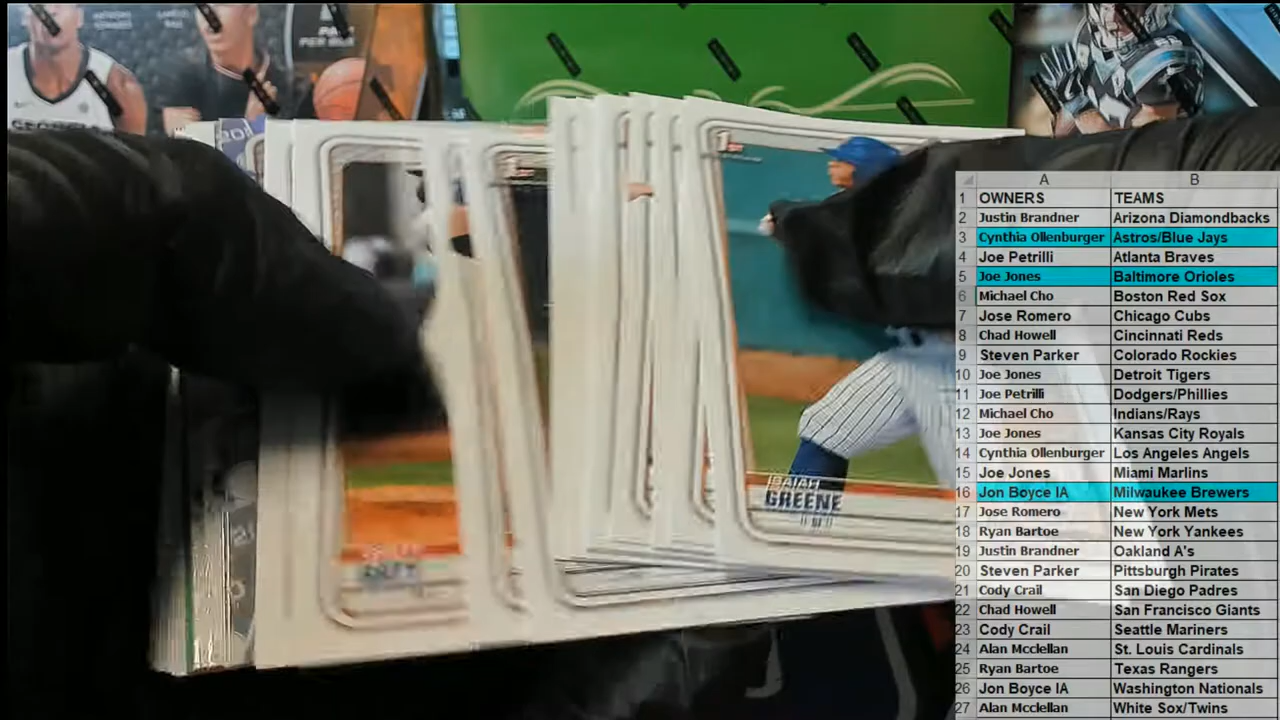 PER BLK
1st
1st
ISAIAH
GREENE
A B
1 OWNERS TEAMS
2 Justin Brandner Arizona Diamondbacks
3 Cynthia Ollenburger Astros/Blue Jays
4 Joe Petrilli Atlanta Braves
5 Joe Jones Baltimore Orioles
6 Michael Cho Boston Red Sox
7 Jose Romero Chicago Cubs
8 Chad Howell Cincinnati Reds
9 Steven Parker Colorado Rockies
10 Joe Jones Detroit Tigers
11 Joe Petrilli Dodgers/Phillies
12 Michael Cho Indians/Rays
13 Joe Jones Kansas City Royals
14 Cynthia Ollenburger Los Angeles Angels
15 Joe Jones Miami Marlins
16 Jon Boyce IA Milwaukee Brewers
17 Jose Romero New York Mets
18 Ryan Bartoe New York Yankees
19 Justin Brandner Oakland A's
20 Steven Parker Pittsburgh Pirates
21 Cody Crail San Diego Padres
22 Chad Howell San Francisco Giants
23 Cody Crail Seattle Mariners
24 Alan Mcclellan St. Louis Cardinals
25 Ryan Bartoe Texas Rangers
26 Jon Boyce IA Washington Nationals
27 Alan Mcclellan White Sox/Twins